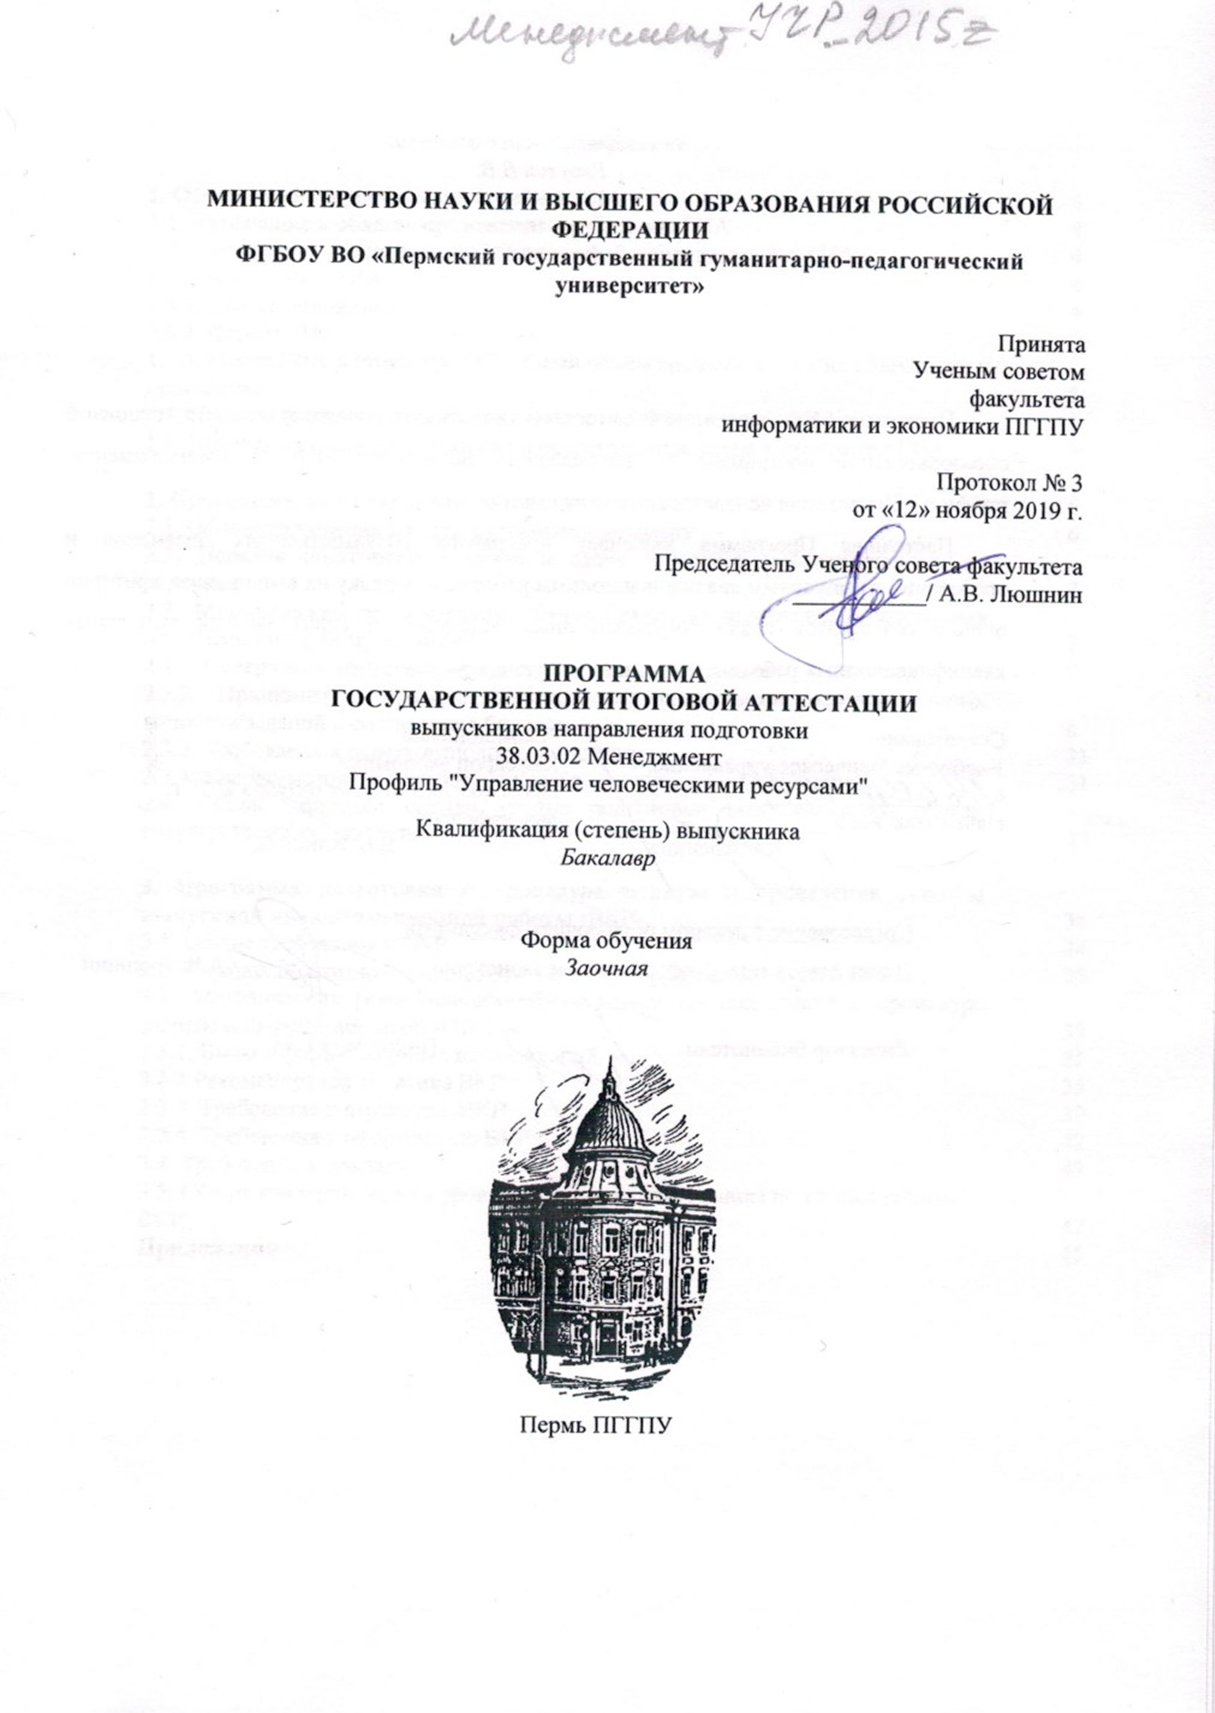 Менеджмент УЧР_2015г
МИНИСТЕРСТВО НАУКИ И ВЫСШЕГО ОБРАЗОВАНИЯ РОССИЙСКОЙ
ФЕДЕРАЦИИ
ФГБОУ ВО «Пермский государственный гуманитарно-педагогический
университет»
Принята
Ученым советом
факультета
информатики и экономики ПГГПУ
Протокол № 3
от «12» ноября 2019 г.
Председатель Ученого совета факультета
___________/ А.В. Люшнин
ПРОГРАММА
ГОСУДАРСТВЕННОЙ ИТОГОВОЙ АТТЕСТАЦИИ
выпускников направления подготовки
38.03.02 Менеджмент
Профиль "Управление человеческими ресурсами"
Квалификация (степень) выпускника
Бакалавр
Форма обучения
Заочная
Пермь ПГГПУ